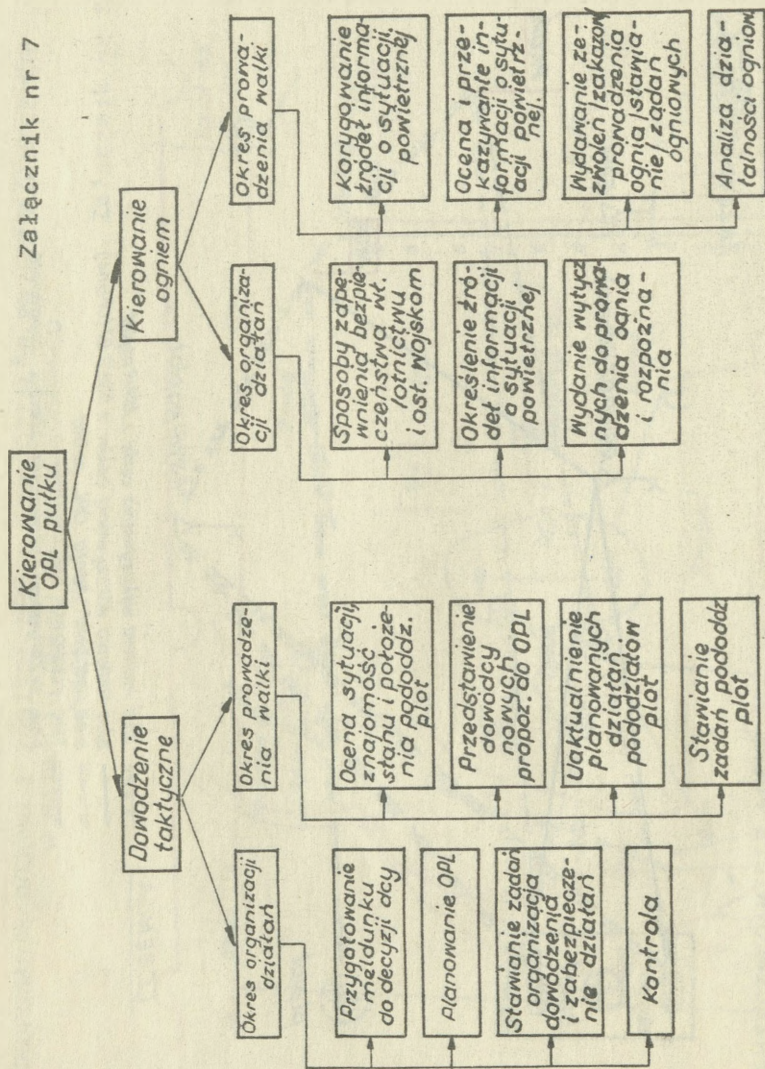 Załącznik nr 7
Kierowanie
OPL pułku
Dowodzenie
taktyczne
Kierowanie
ogniem
Okres organizacji
działań
Okres prowadze-
nia walki
Okres organiza-
cji działań
Okres prowa-
dzenia walki
Przygotowanie
meldunku
do decyzji dcy
Planowanie OPL
Stawianie zadań
organizacja
dowodzenia
i zabezpiecze-
nie działań
Kontrola
Ocena sytuacji,
znajomość
stanu i położe-
nia pododdz.
plot
Przedstawienie
dowódcy
nowych
propoz. do OPL
Uaktualnienie
planowanych
działań
pododdziałów
plot
Stawianie
zadań pododdz
plot
Sposoby zape-
wnienia bezpie-
czeństwa wł.
lotnictwu
i ost. wojskom
Określenie źró-
deł informacji
o sytuacji
powietrznej
Wydanie wytycz
nych do prowa-
dzenia ognia
i rozpozna-
nia
Korygowanie
źródeł informa-
cji o sytuacji
powietrznej
Ocena i prze-
kazywanie in-
formacji o sytu-
acji powietrz-
nej.
Wydawanie ze-
zwoleń /zakazów/
prowadzenia
ognia /stawia-
nie/ żądań
ogniowych
Analiza dzia-
łalności ogniow.